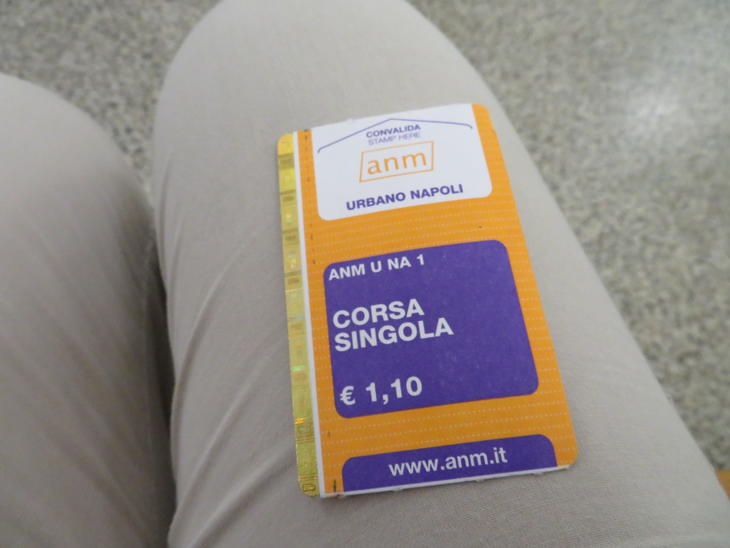 CONVALIDA
STAMP HERE
anm
URBANO NAPOLI
ANM U NA 1
CORSA
SINGOLA
€ 1,10
www.anm.it